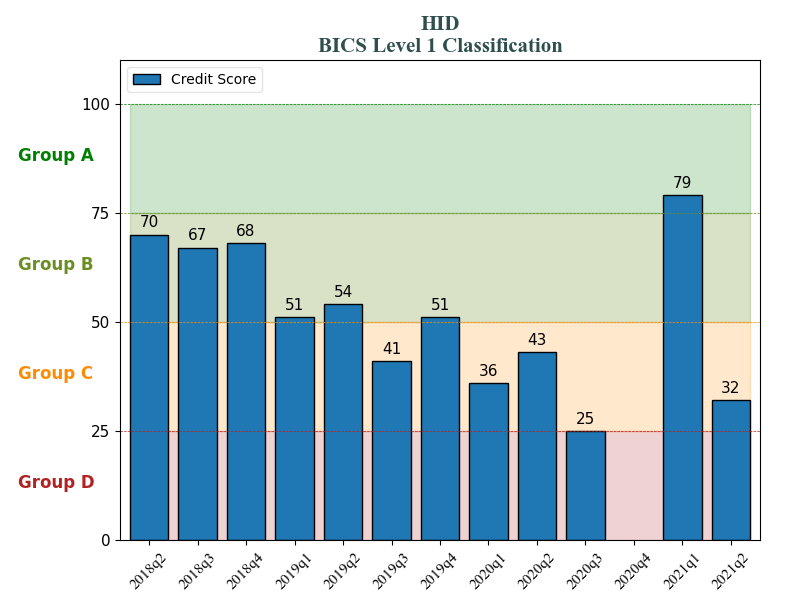 HID
BICS Level 1 Classification
Credit Score
100
75
50
25
0
Group A
Group B
Group C
Group D
70
67
68
51
54
41
51
36
43
25
79
32
2018q2
2018q3
2018q4
2019q1
2019q2
2019q3
2019q4
2020q1
2020q2
2020q3
2020q4
2021q1
2021q2